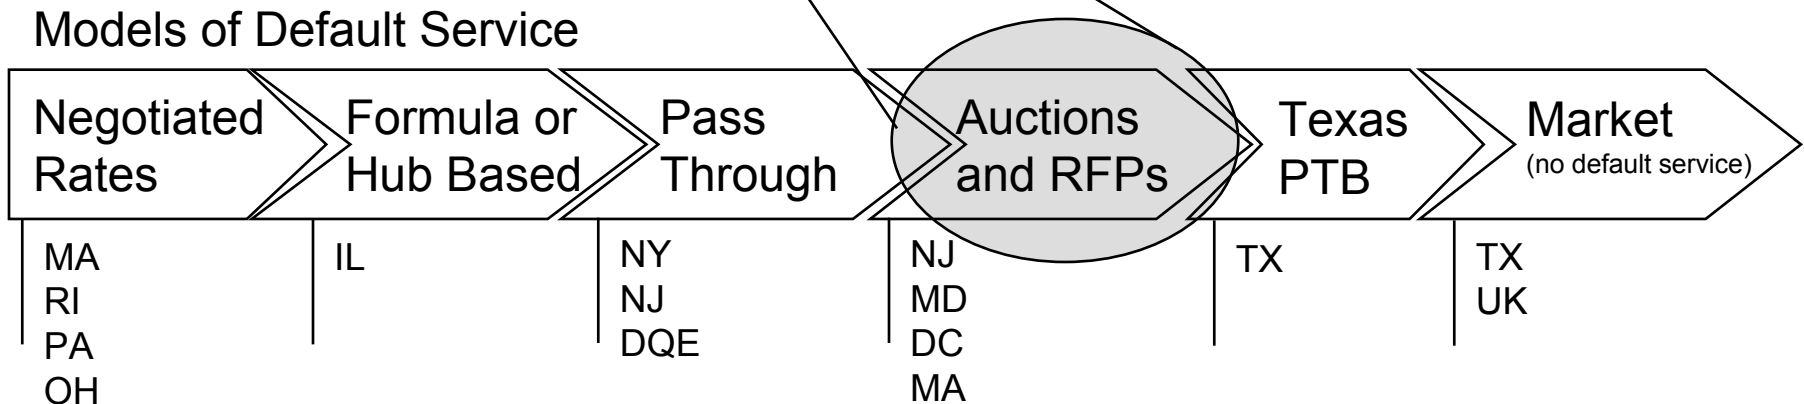 Models of Default Service
Negotiated
Rates
Formula or
Hub Based
Pass
Through
Auctions
and RFPs
Texas
PTB
Market
(no default service)
MA
RI
PA
OH
IL
NY
NJ
DQE
NJ
MD
DC
MA
TX
TX
UK